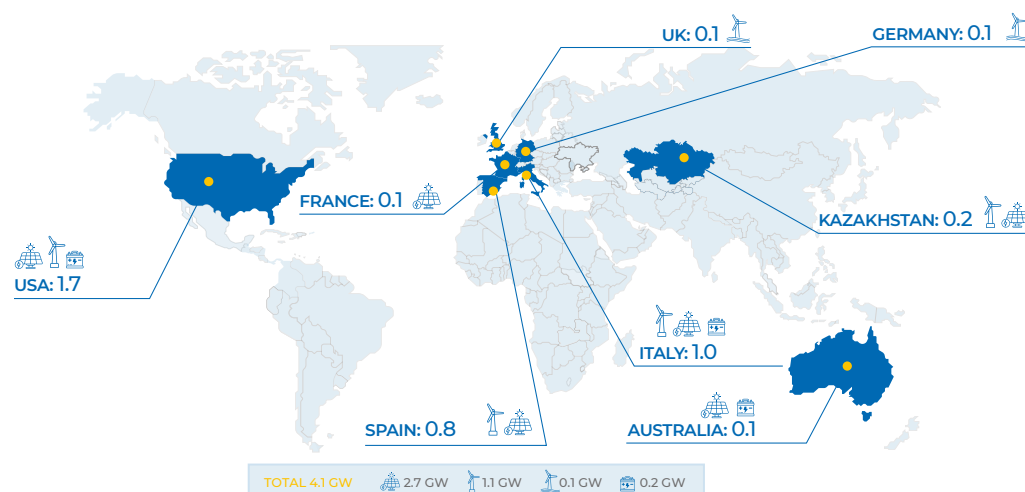 UK: 0.1
GERMANY: 0.1
FRANCE: 0.1
KAZAKHSTAN: 0.2
USA: 1.7
ITALY: 1.0
SPAIN: 0.8
AUSTRALIA: 0.1
TOTAL 4.1 GW 2.7 GW 1.1 GW 0.1 GW 0.2 GW